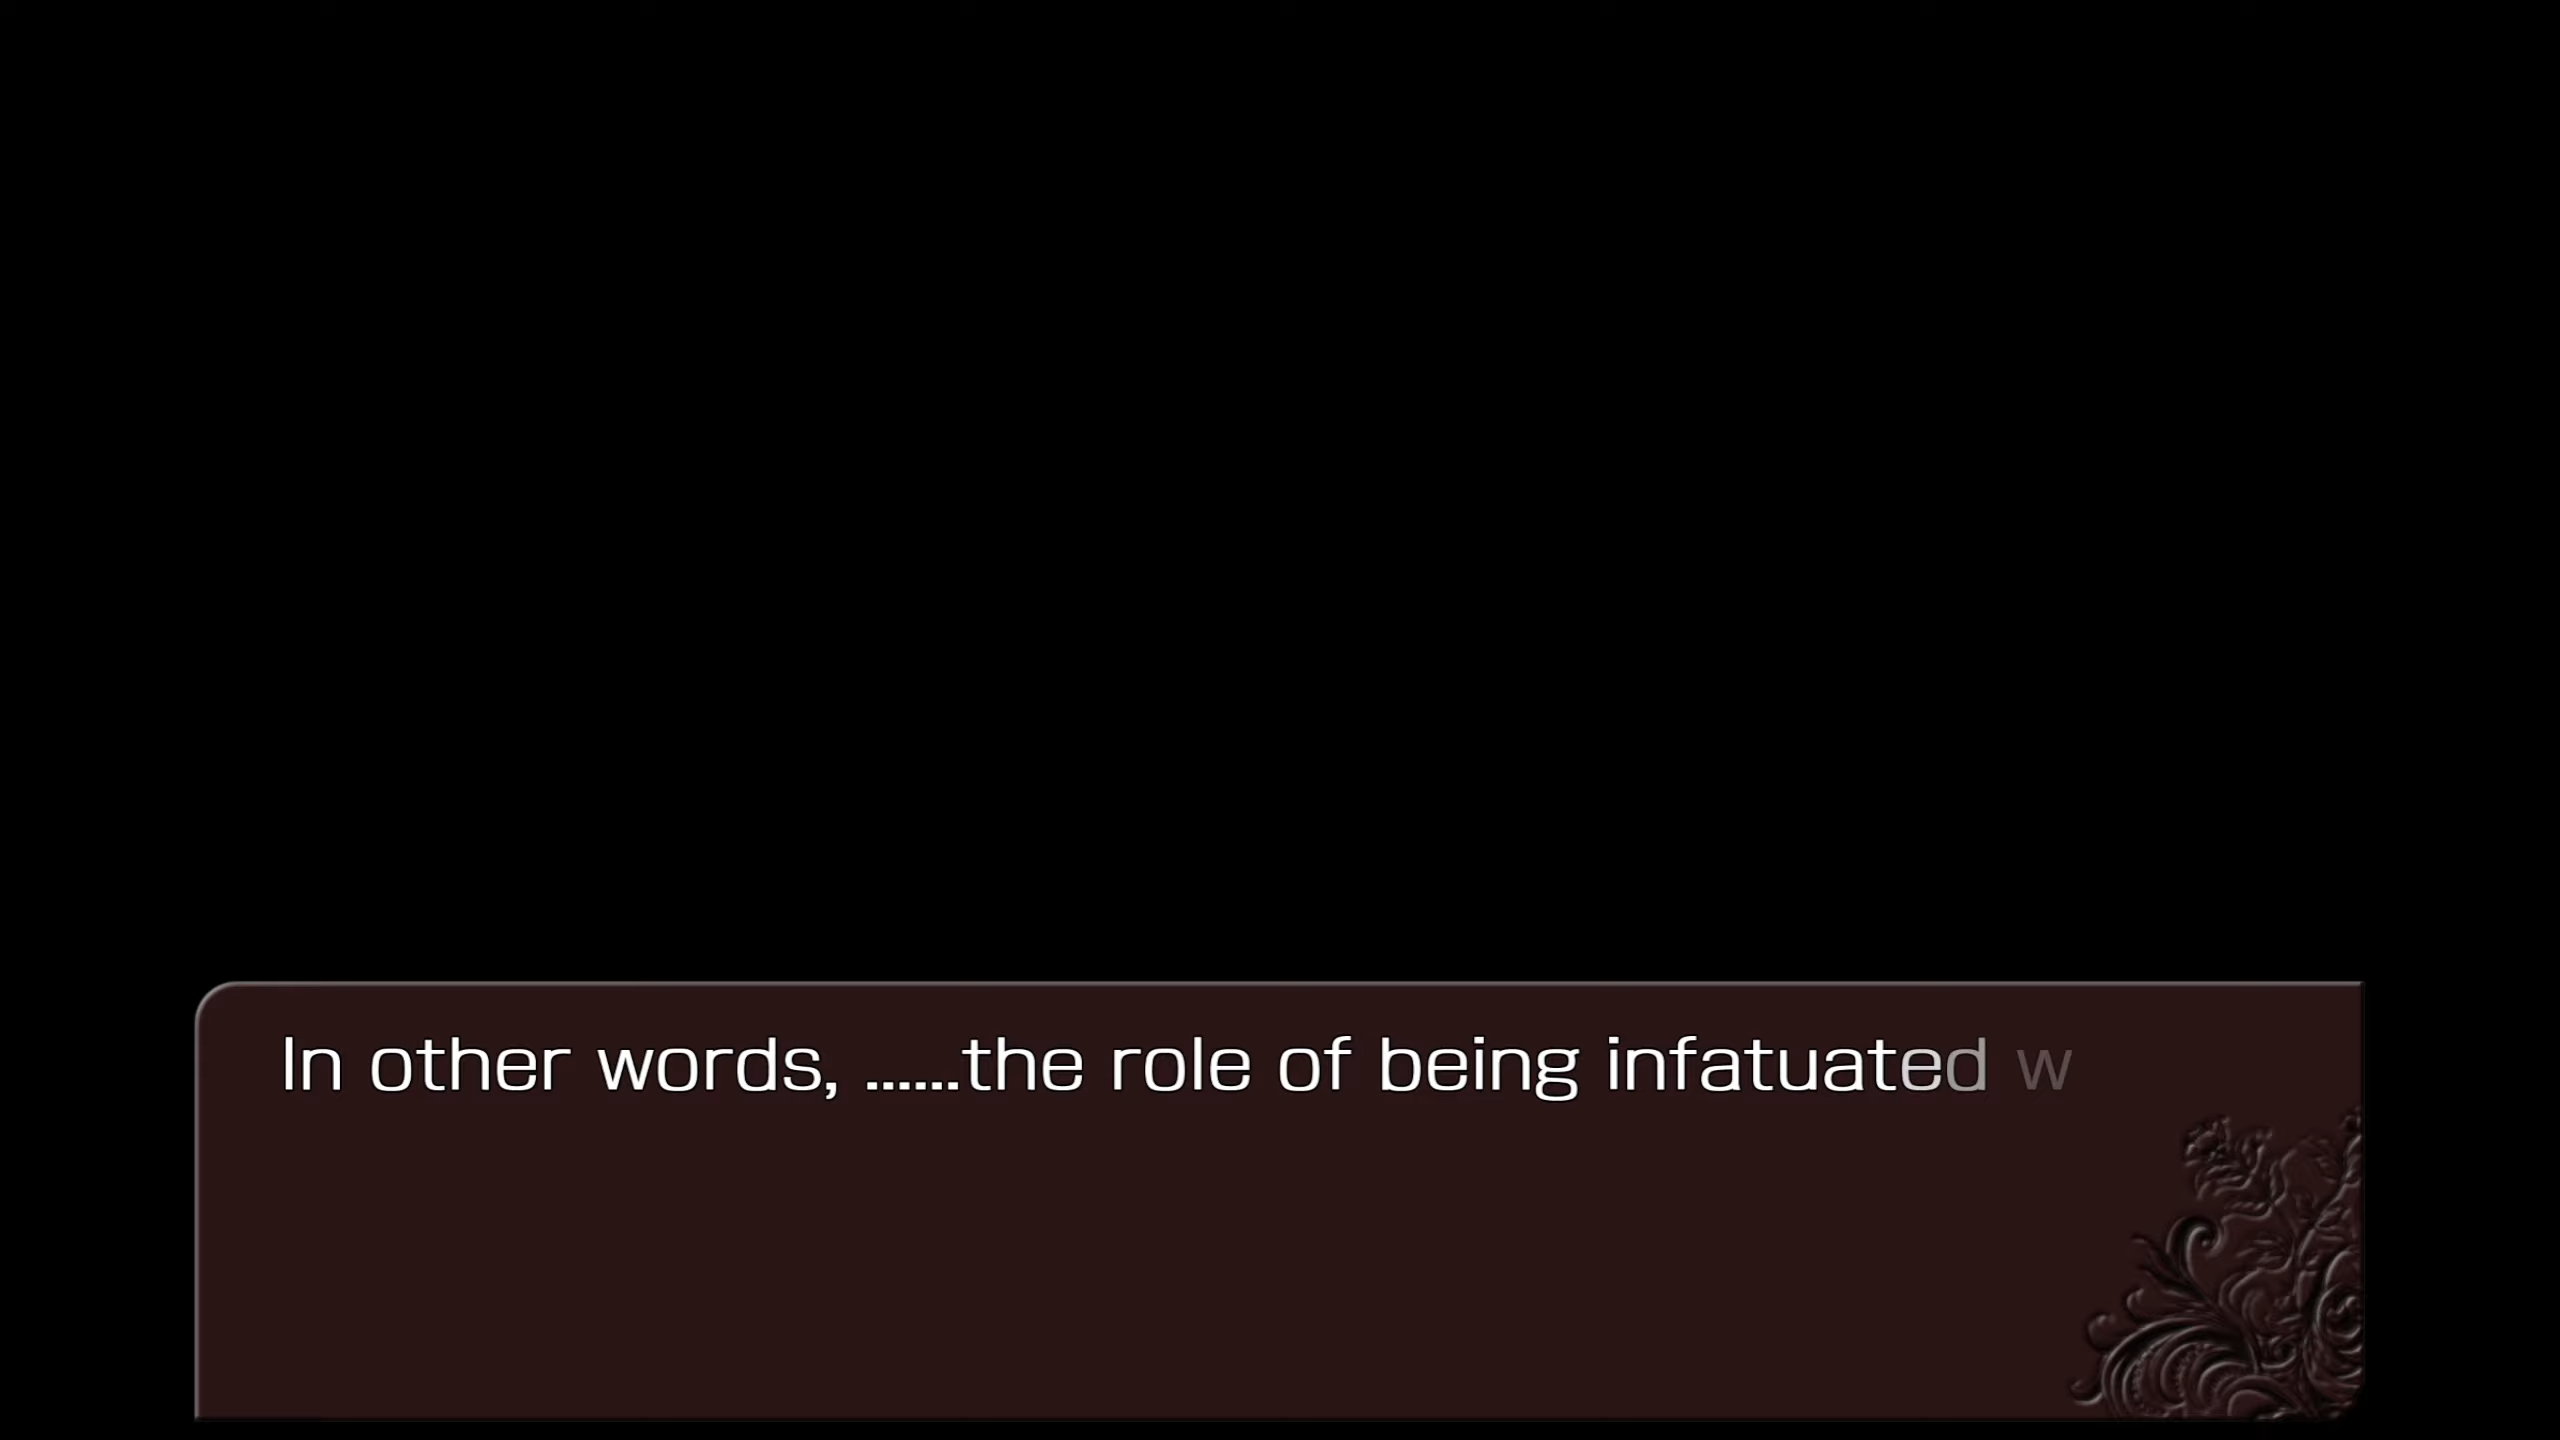 In other words, ......the role of being infatuated w